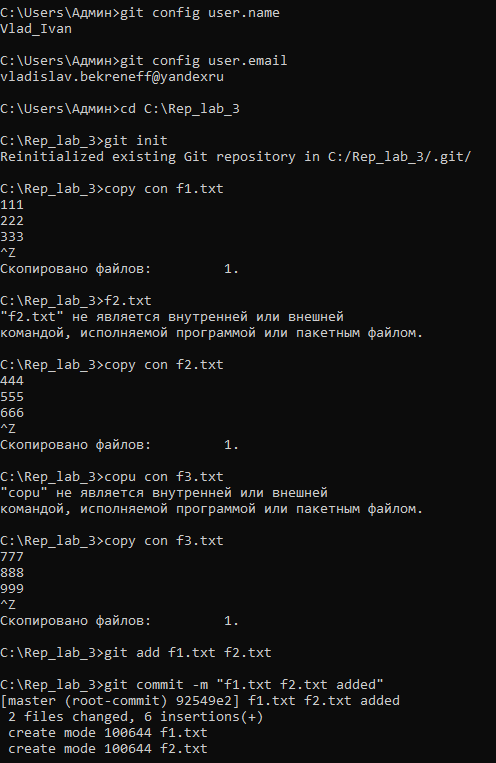 C:\Users\Админ>git config user.name
Vlad_Ivan
C:\Users\Админ>git config user.email
vladislav.bekreneff@yandexru
C:\Users\Админ>cd C:\Rep_lab_3
C:\Rep_lab_3>git init
Reinitialized existing Git repository in C:/Rep_lab_3/.git/
C:\Rep_lab_3>copy con f1.txt
111
222
333
^Z
Скопировано файлов:         1.
C:\Rep_lab_3>f2.txt
"f2.txt" не является внутренней или внешней
командой, исполняемой программой или пакетным файлом.
C:\Rep_lab_3>copy con f2.txt
444
555
666
^Z
Скопировано файлов:         1.
C:\Rep_lab_3>copu con f3.txt
"copu" не является внутренней или внешней
командой, исполняемой программой или пакетным файлом.
C:\Rep_lab_3>copy con f3.txt
777
888
999
^Z
Скопировано файлов:         1.
C:\Rep_lab_3>git add f1.txt f2.txt
C:\Rep_lab_3>git commit -m "f1.txt f2.txt added"
[master (root-commit) 92549e2] f1.txt f2.txt added
 2 files changed, 6 insertions(+)
 create mode 100644 f1.txt
 create mode 100644 f2.txt